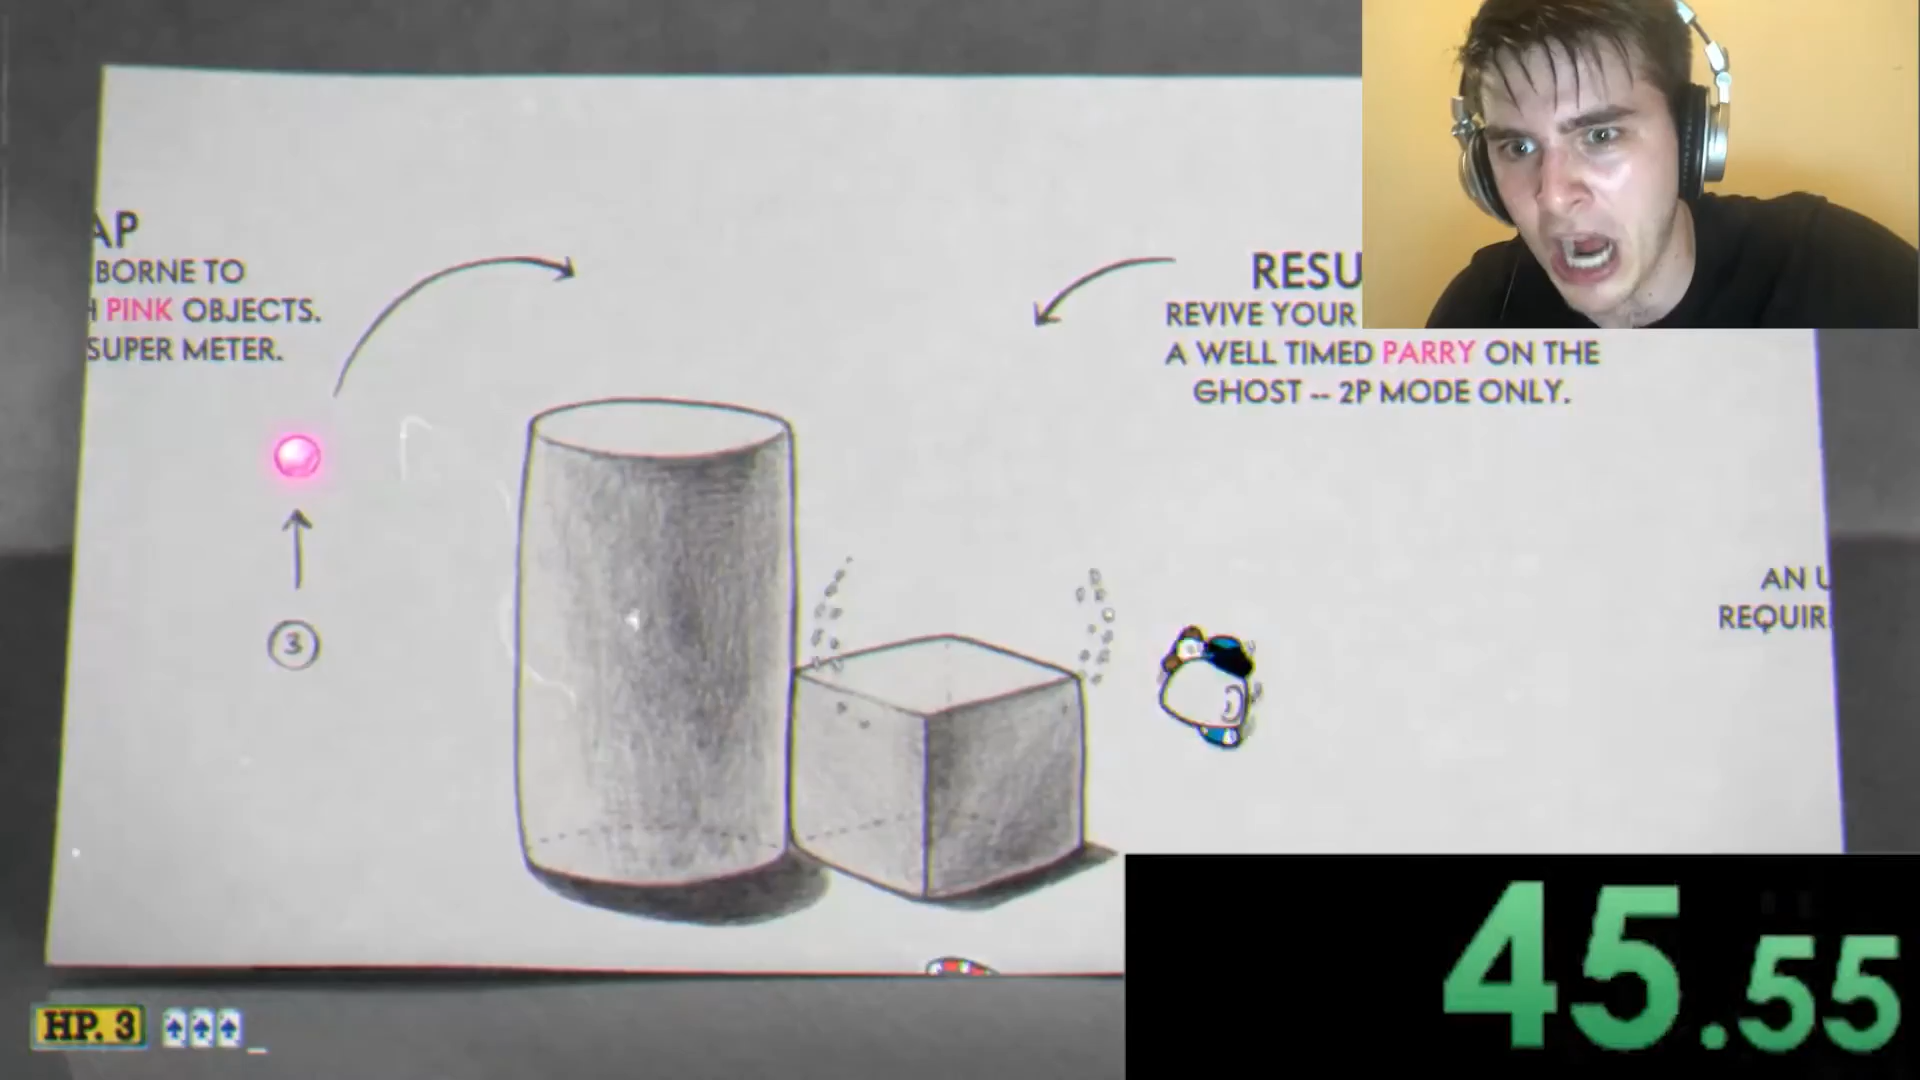 AP
BORNE TO
H PINK OBJECTS.
SUPER METER.
3
RESU
REVIVE YOUR
A WELL TIMED PARRY ON THE
GHOST -- 2P MODE ONLY.
AN U
REQUIR
HP. 3
45.55